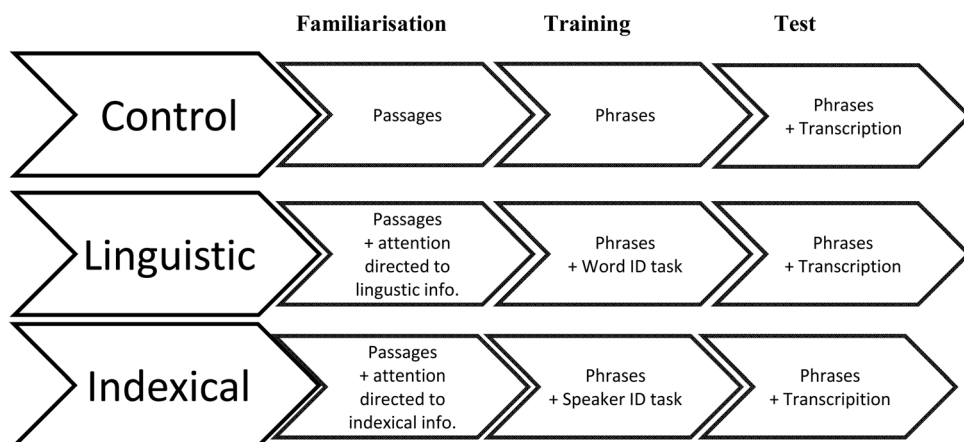 Familiarisation Training Test
Control
Passages
Phrases
Phrases
+ Transcription
Linguistic
Passages
+ attention
directed to
lingustic info.
Phrases
+ Word ID task
Phrases
+ Transcription
Indexical
Passages
+ attention
directed to
indexical info.
Phrases
+ Speaker ID task
Phrases
+ Transcripition